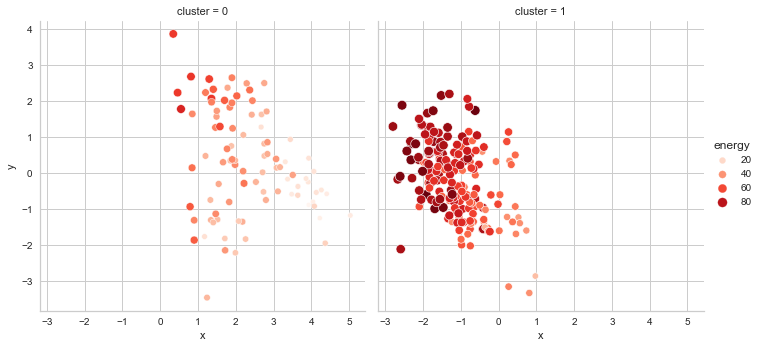 cluster = 0
cluster = 1
4
3
2
1
0
−1
−2
−3
y
−3 −2 −1 0 1 2 3 4 5
x
−3 −2 −1 0 1 2 3 4 5
x
energy
20
40
60
80